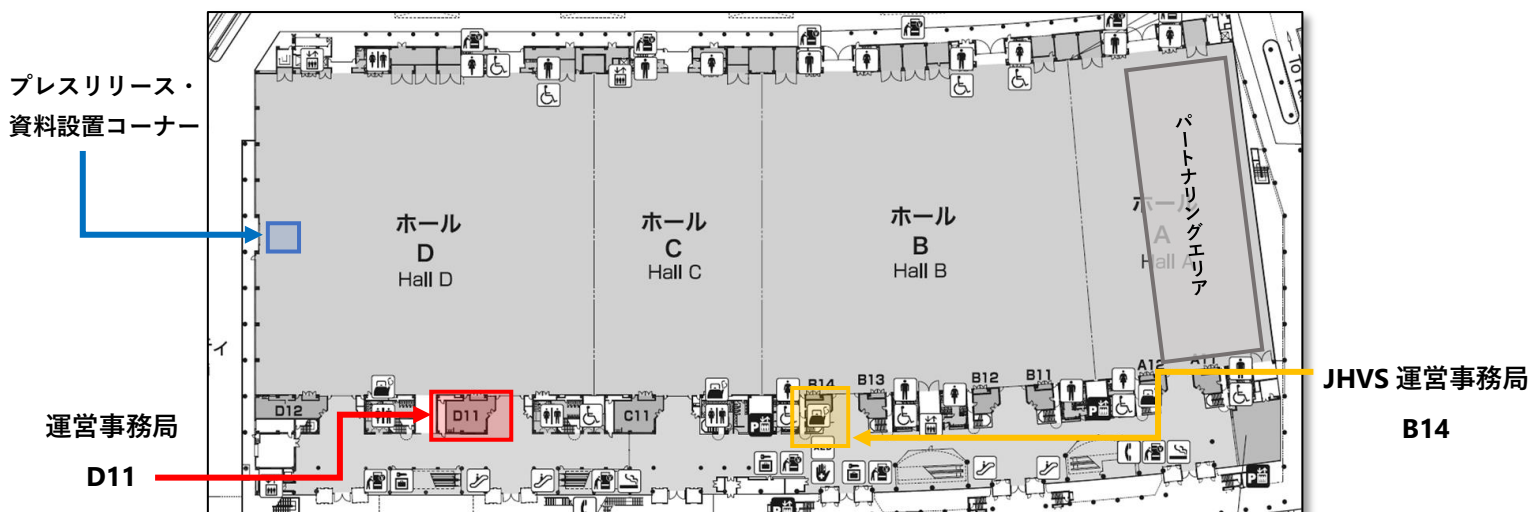 プレスリリース・
資料設置コーナー
ホール
D
Hall D
ホール
C
Hall C
ホール
B
Hall B
ホール
A
Hall A
パートナリングエリア
イ
D12
D11
C11
B14
B13
B12
B11
A12
A11
AED
運営事務局
D11
JHVS 運営事務局
B14